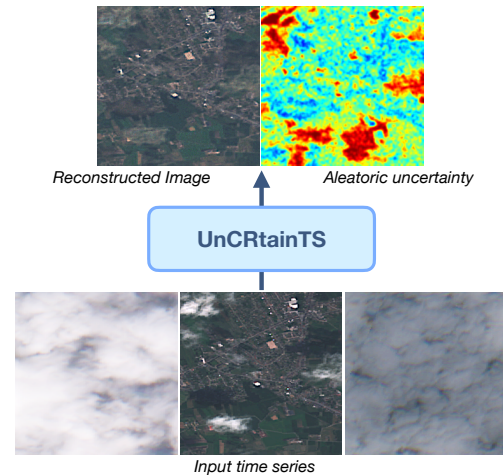 Reconstructed Image
Aleatoric uncertainty
UnCRtainTS
Input time series